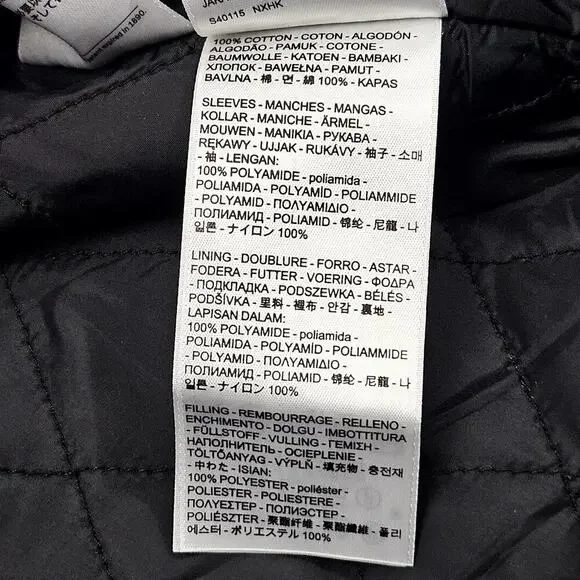 expired in 1890.
S40115 NXHK
100% COTTON - COTON - ALGODÓN -
ALGODÃO - PAMUK - COTONE -
BAUMWOLLE - KATOEN - BAMBAKI -
ХЛОПОК - BAWEŁNA - PAMUT -
BAVLNA - 棉 - 면 - 綿 100% - KAPAS
SLEEVES - MANCHES - MANGAS -
KOLLAR - MANICHE - ÄRMEL -
MOUWEN - MANIKIA - РУКАВА -
RĘKAWY - UJJAK - RUKÁVY - 袖子 - 소매
- 袖 - LENGAN:
100% POLYAMIDE - poliamida -
POLIAMIDA - POLYAMİD - POLIAMMIDE
- POLYAMID - ΠΟΛΥΑΜΙΔΙΟ -
ПОЛИАМИД - POLIAMID - 锦纶 - 尼龍 - 나
일론 - ナイロン 100%
LINING - DOUBLURE - FORRO - ASTAR -
FODERA - FUTTER - VOERING - ΦΟΔΡΑ
- ПОДКЛАДКА - PODSZEWKA - BÉLÉS -
PODŠÍVKA - 里料 - 裡布 - 안감 - 裏地 -
LAPISAN DALAM:
100% POLYAMIDE - poliamida -
POLIAMIDA - POLYAMİD - POLIAMMIDE
- POLYAMID - ΠΟΛΥΑΜΙΔΙΟ -
ПОЛИАМИД - POLIAMID - 锦纶 - 尼龍 - 나
일론 - ナイロン 100%
FILLING - REMBOURRAGE - RELLENO -
ENCHIMENTO - DOLGU - IMBOTTITURA
- FÜLLSTOFF - VULLING - ΓΕΜΙΣΗ -
НАПОЛНИТЕЛЬ - OCIEPLENIE -
TÖLTŐANYAG - VÝPLŇ - 填充物 - 충전재
- 中わた - ISIAN:
100% POLYESTER - poliéster -
POLIESTER - POLIESTERE -
ΠΟΛΥΕΣΤΕΡ - ПОЛИЭСТЕР -
POLIÉSZTER - 聚酯纤维 - 聚酯纖維 - 폴리
에스터 - ポリエステル 100%